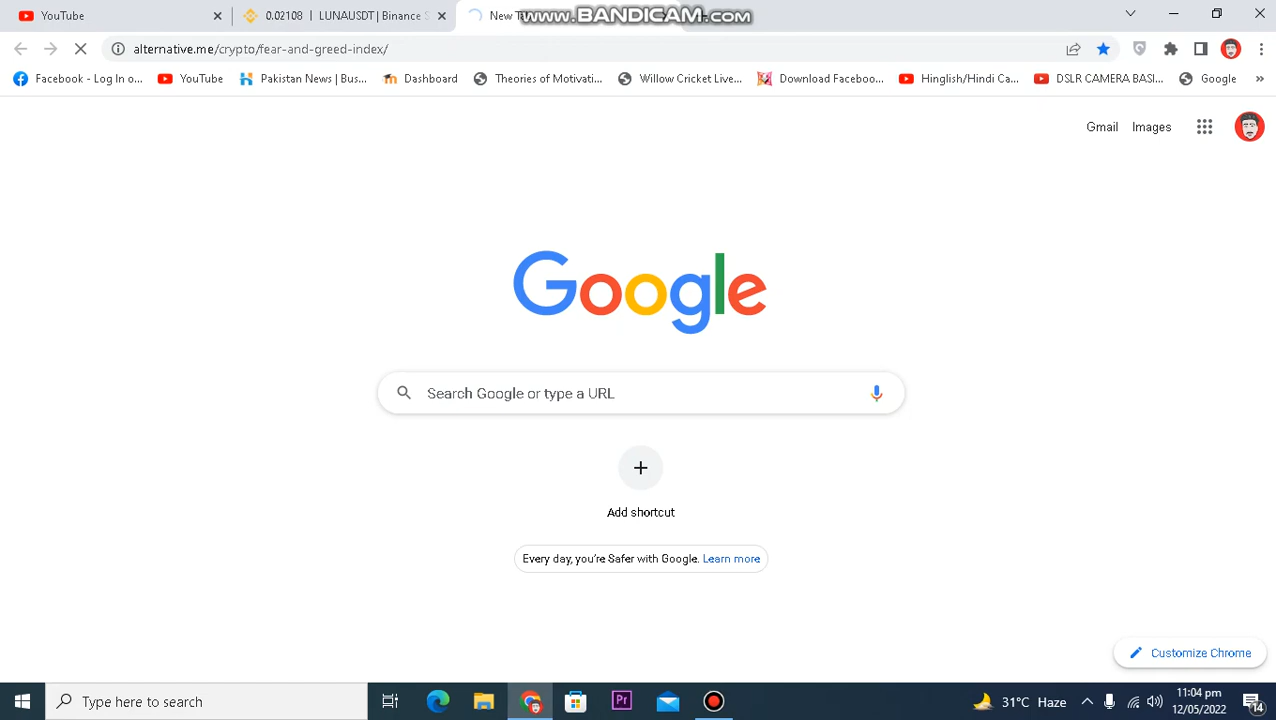 YouTube
0.02108 | LUNAUSDT | Binance S
New Ta
www.BANDICAM.com
alternative.me/crypto/fear-and-greed-index/
Facebook - Log In o...
YouTube
Pakistan News | Bus...
Dashboard
Theories of Motivati...
Willow Cricket Live...
Download Faceboo...
Hinglish/Hindi Ca...
DSLR CAMERA BASI...
Google
»
Gmail
Images
Google
Search Google or type a URL
Add shortcut
Every day, you're Safer with Google. Learn more
Customize Chrome
Type here to search
Pr
31°C Haze
11:04 pm
12/05/2022
14